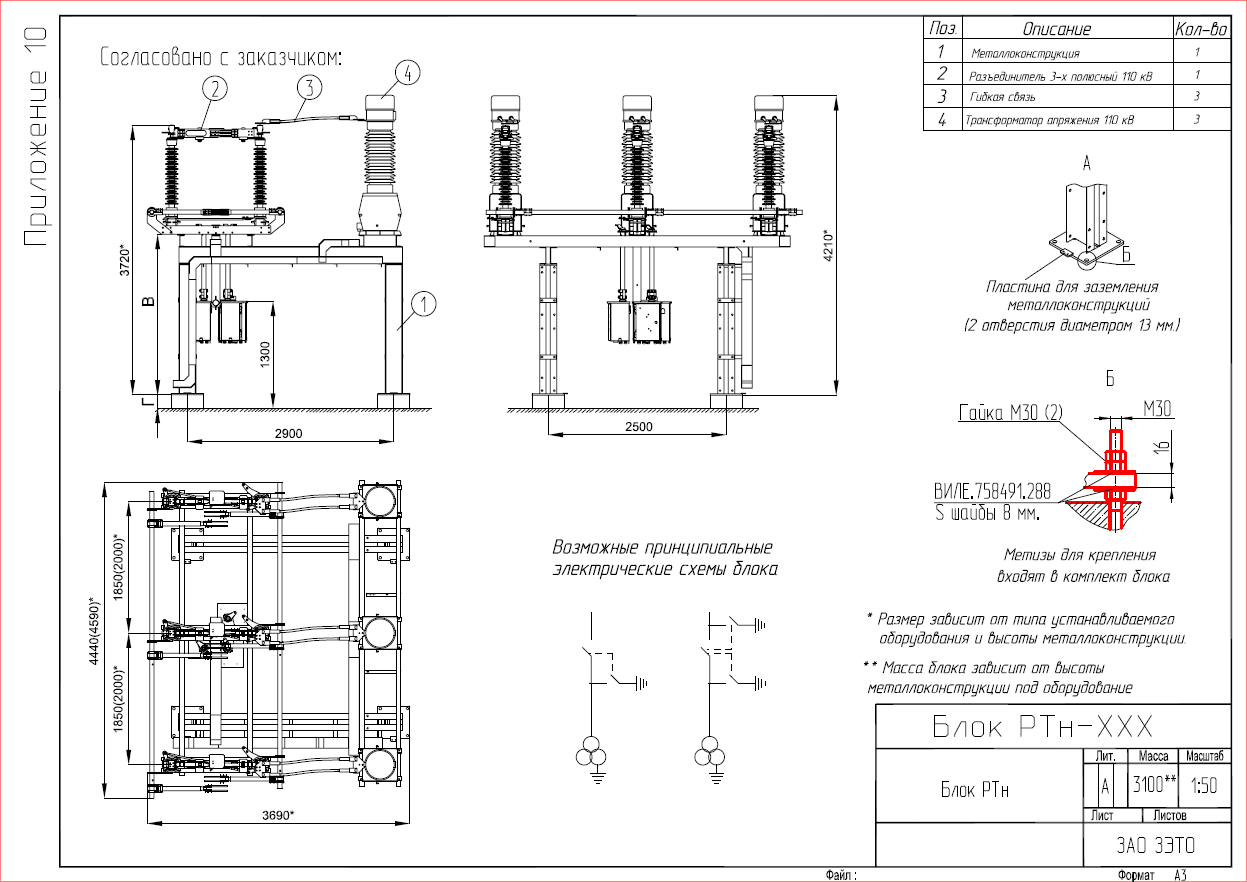 Приложение 10
Согласовано с заказчиком:
Поз. Описание Кол-во
1 Металлоконструкция 1
2 Разъединитель 3-х полюсный 110 кВ 1
3 Гибкая связь 3
4 Трансформатор апряжения 110 кВ 3
2
3
4
1
3720*
В
Г
1300
2900
4210*
2500
А
Б
Пластина для заземления
металлоконструкций
(2 отверстия диаметром 13 мм.)
Б
Гайка М30 (2)
М30
16
ВИЛЕ.758491.288
S шайбы 8 мм.
Метизы для крепления
входят в комплект блока
4440(4590)*
1850(2000)*
1850(2000)*
3690*
Возможные принципиальные
электрические схемы блока
* Размер зависит от типа устанавливаемого
оборудования и высоты металлоконструкции.
** Масса блока зависит от высоты
металлоконструкции под оборудование
Блок РТн-ХХХ
Блок РТн
Лит. Масса Масштаб
А 3100** 1:50
Лист Листов
ЗАО ЗЭТО
Файл : Формат А3